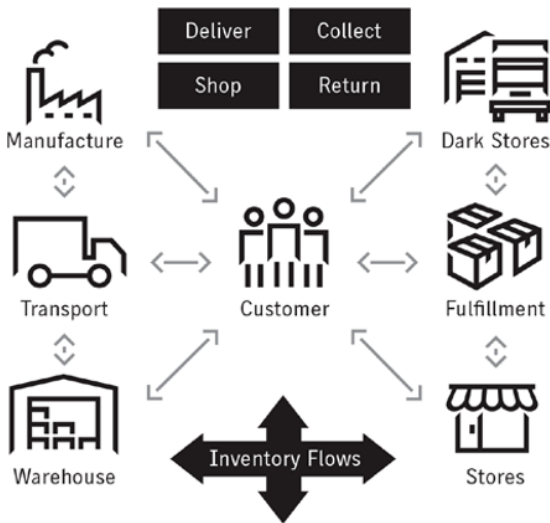 Deliver
Collect
Shop
Return
Manufacture
Dark Stores
Transport
Customer
Fulfillment
Warehouse
Inventory Flows
Stores